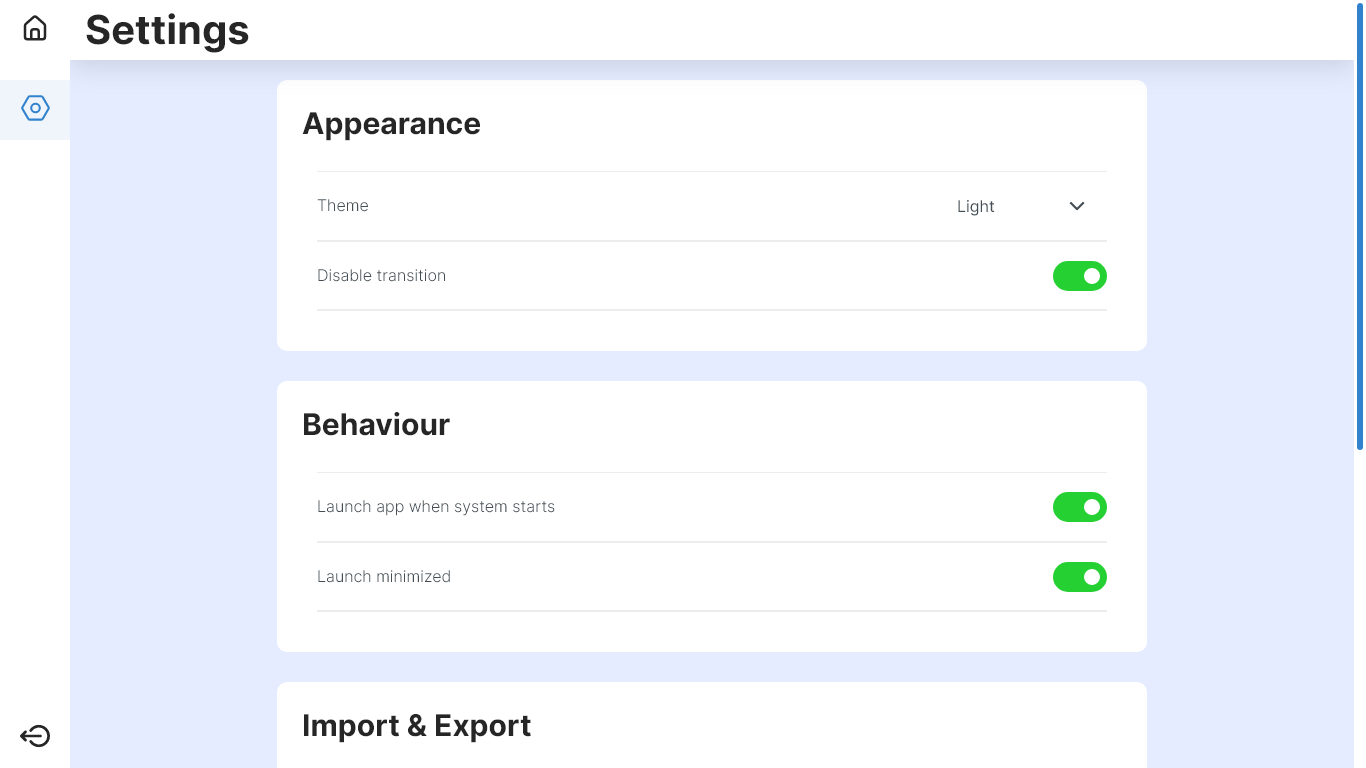 Settings
Appearance
Theme
Light
Disable transition
Behaviour
Launch app when system starts
Launch minimized
Import & Export